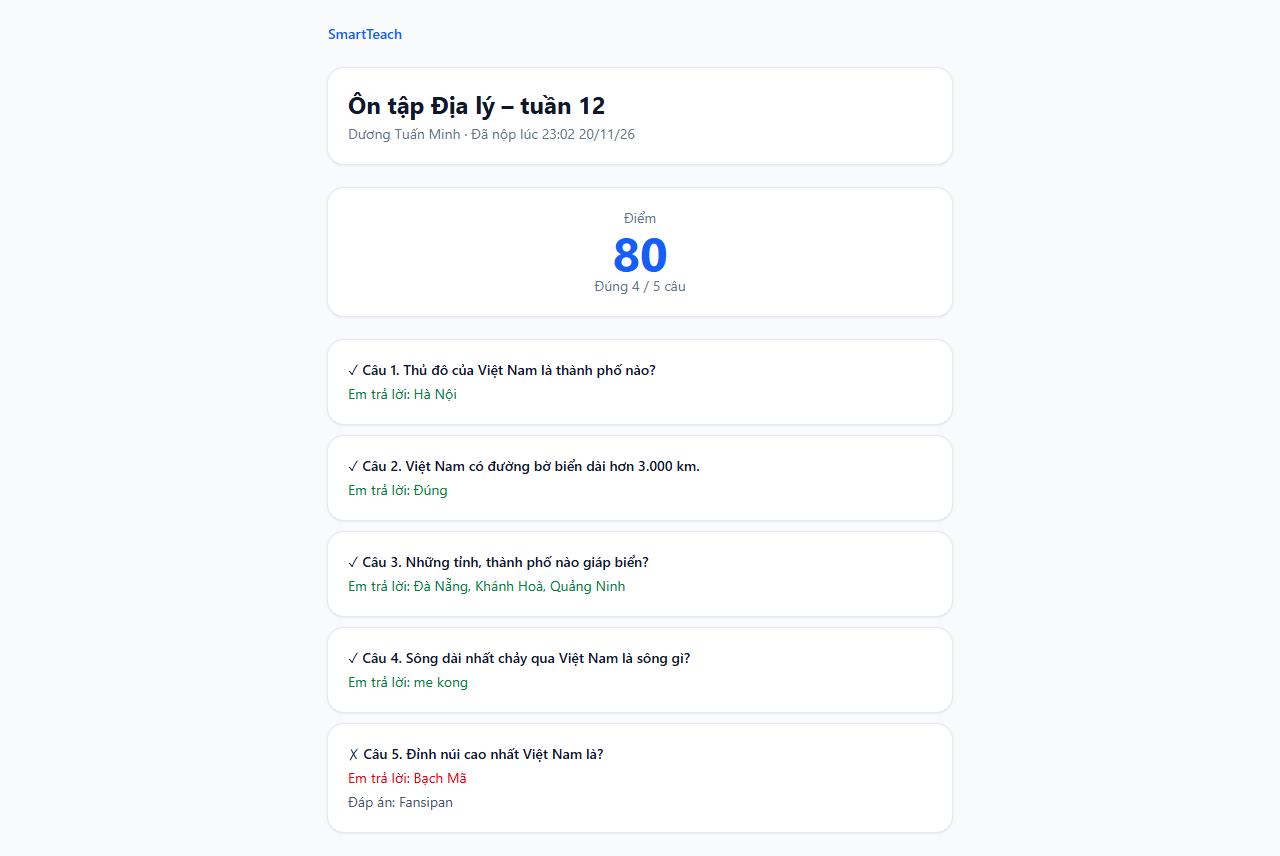 SmartTeach
Ôn tập Địa lý – tuần 12
Dương Tuấn Minh · Đã nộp lúc 23:02 20/11/26
Điểm
80
Đúng 4 / 5 câu
✓ Câu 1. Thủ đô của Việt Nam là thành phố nào?
Em trả lời: Hà Nội
✓ Câu 2. Việt Nam có đường bờ biển dài hơn 3.000 km.
Em trả lời: Đúng
✓ Câu 3. Những tỉnh, thành phố nào giáp biển?
Em trả lời: Đà Nẵng, Khánh Hoà, Quảng Ninh
✓ Câu 4. Sông dài nhất chảy qua Việt Nam là sông gì?
Em trả lời: me kong
✗ Câu 5. Đỉnh núi cao nhất Việt Nam là?
Em trả lời: Bạch Mã
Đáp án: Fansipan